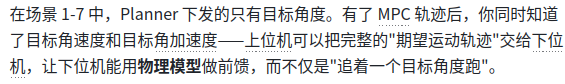 在场景 1-7 中，Planner 下发的只有目标角度。有了 MPC 轨迹后，你同时知道
了目标角速度和目标角加速度——上位机可以把完整的"期望运动轨迹"交给下位
机，让下位机能用物理模型做前馈，而不仅是"追着一个目标角度跑"。